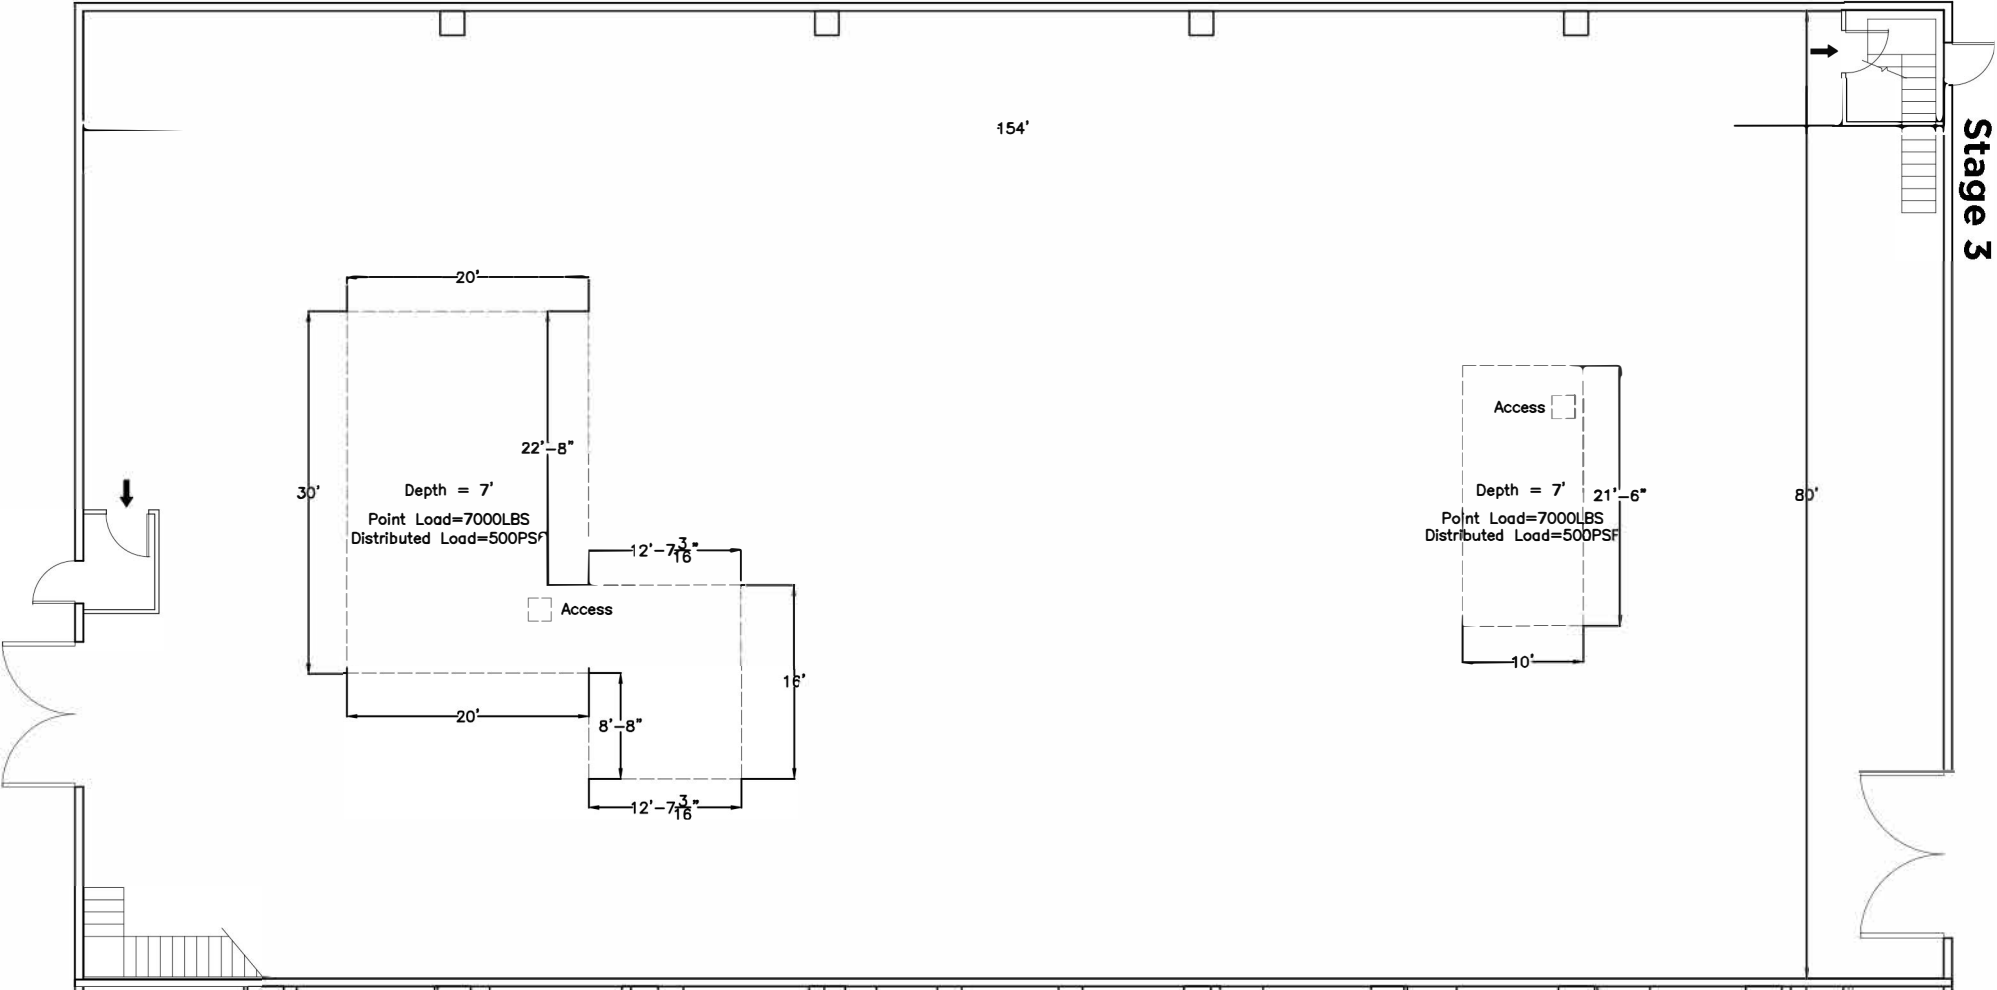 154'
Stage 3
20'
22'-8"
30'
Depth = 7'
Point Load=7000LBS
Distributed Load=500PSF
12'-7 3/16"
Access
16'
20'
8'-8"
12'-7 3/16"
Access
Depth = 7'
21'-6"
Point Load=7000LBS
Distributed Load=500PSF
10'
80'